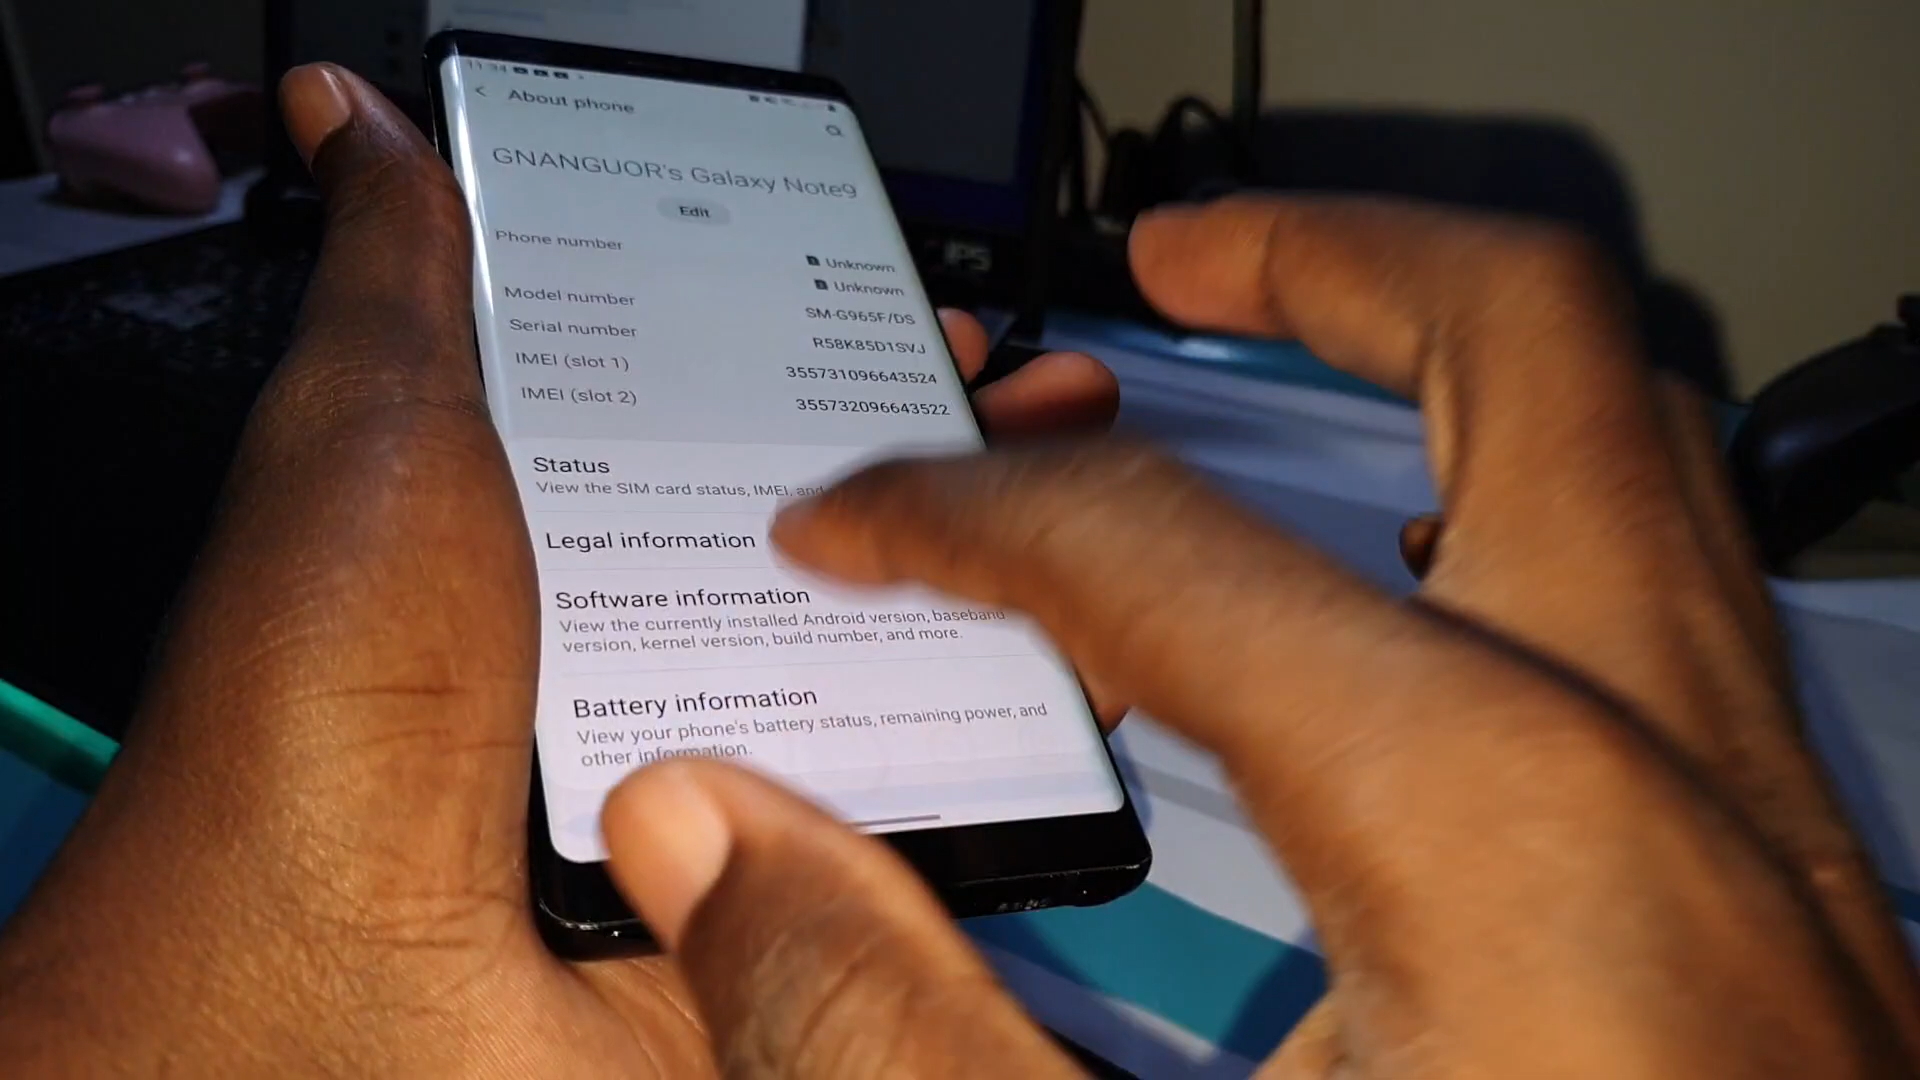 11:34
About phone
GNANGUOR's Galaxy Note9
Edit
Phone number
Unknown
Unknown
Model number SM-G965F/DS
Serial number R58K85D1SVJ
IMEI (slot 1) 355731096643524
IMEI (slot 2) 355732096643522
Status
View the SIM card status, IMEI, and
Legal information
Software information
View the currently installed Android version, baseband
version, kernel version, build number, and more.
Battery information
View your phone's battery status, remaining power, and
other information.
IPS